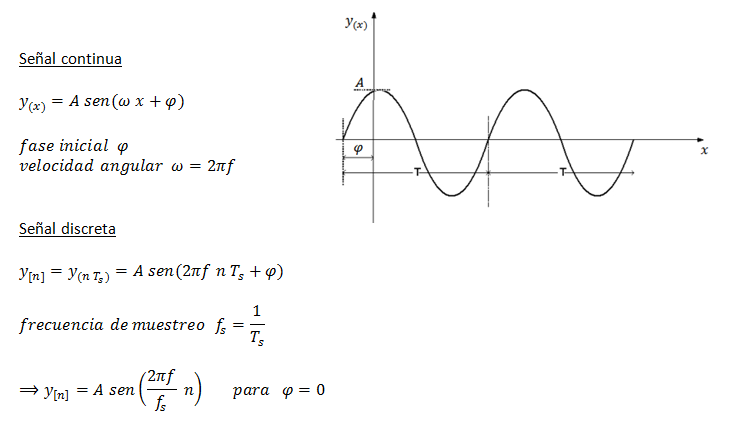 Señal continua
y(x) = A sen(ω x + φ)
fase inicial φ
velocidad angular ω = 2πf
Señal discreta
y[n] = y(n Ts) = A sen(2πf n Ts + φ)
frecuencia de muestreo fs = 1/Ts
⟹ y[n] = A sen(2πf/fs n) para φ = 0
y(x)
A
φ
x
T
T